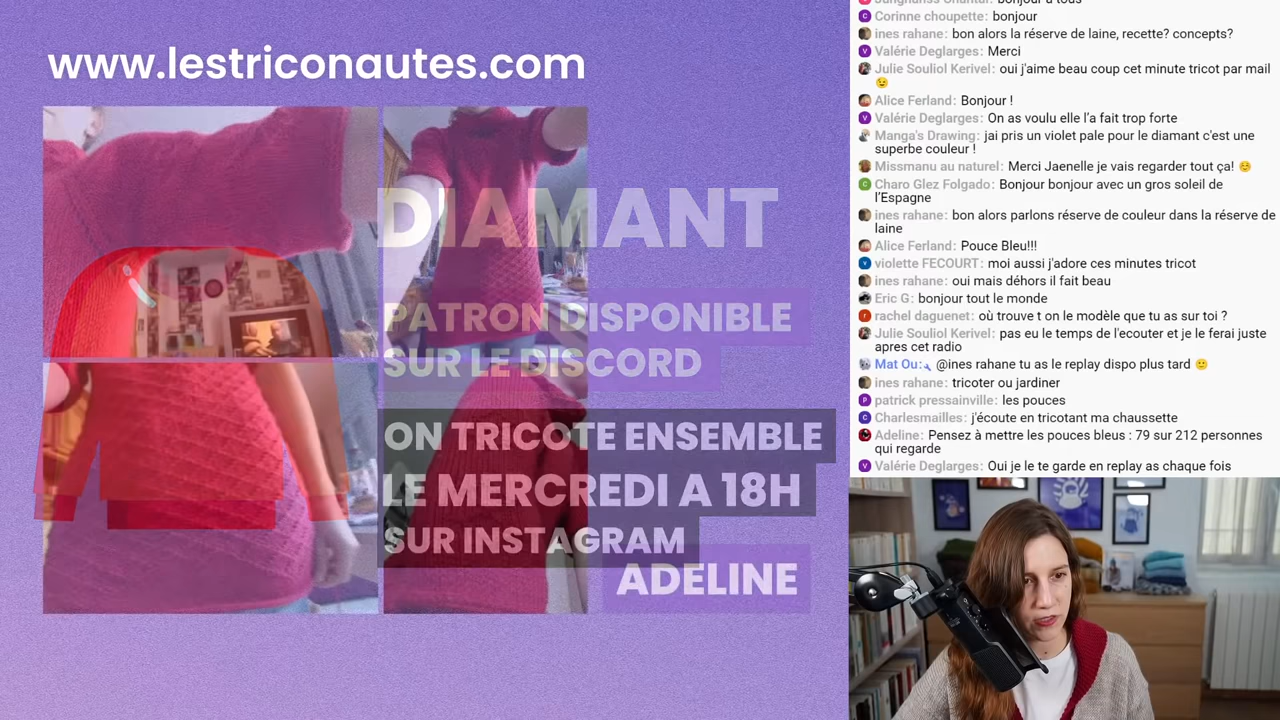 www.lestriconautes.com
DIAMANT
PATRON DISPONIBLE
SUR LE DISCORD
ON TRICOTE ENSEMBLE
LE MERCREDI A 18H
SUR INSTAGRAM
ADELINE
Corinne choupette: bonjour
ines rahane: bon alors la réserve de laine, recette? concepts?
Valérie Deglarges: Merci
Julie Souliol Kerivel: oui j'aime beau coup cet minute tricot par mail
😉
Alice Ferland: Bonjour !
Valérie Deglarges: On as voulu elle l’a fait trop forte
Manga's Drawing: jai pris un violet pale pour le diamant c'est une
superbe couleur !
Missmanu au naturel: Merci Jaenelle je vais regarder tout ça! ☺️
Charo Glez Folgado: Bonjour bonjour avec un gros soleil de
l’Espagne
ines rahane: bon alors parlons réserve de couleur dans la réserve de
laine
Alice Ferland: Pouce Bleu!!!
violette FECOURT: moi aussi j'adore ces minutes tricot
ines rahane: oui mais déhors il fait beau
Eric G: bonjour tout le monde
rachel daguenet: où trouve t on le modèle que tu as sur toi ?
Julie Souliol Kerivel: pas eu le temps de l'ecouter et je le ferai juste
apres cet radio
Mat Ou: @ines rahane tu as le replay dispo plus tard 🙂
ines rahane: tricoter ou jardiner
patrick pressainville: les pouces
Charlesmailles: j'écoute en tricotant ma chaussette
Adeline: Pensez à mettre les pouces bleus : 79 sur 212 personnes
qui regarde
Valérie Deglarges: Oui je le te garde en replay as chaque fois